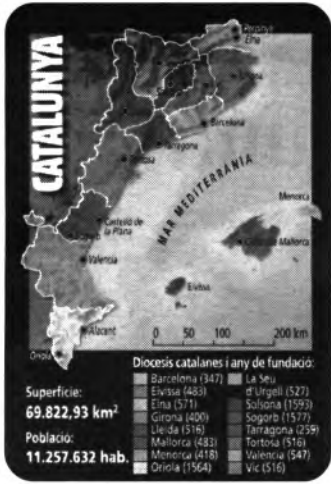 CATALUNYA
Perpinyà
Elna
Girona
Barcelona
Tarragona
Tortosa
MAR MEDITERRÀNIA
Menorca
Castelló de
la Plana
Ciutat de Mallorca
València
Eivissa
Alacant
Oriola
0 50 100 200 km
Superfície:
69.822,93 km²
Població:
11.257.632 hab.
Diòcesis catalanes i any de fundació:
Barcelona (347)
Eivissa (483)
Elna (571)
Girona (400)
Lleida (516)
Mallorca (483)
Menorca (418)
Oriola (1564)
La Seu
d'Urgell (527)
Solsona (1593)
Sogorb (1577)
Tarragona (259)
Tortosa (516)
València (547)
Vic (516)